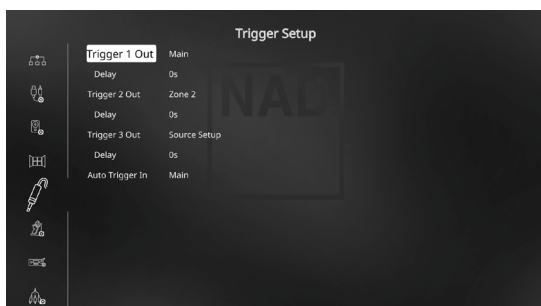 Trigger Setup
Trigger 1 Out Main
Delay 0s
Trigger 2 Out Zone 2
Delay 0s
Trigger 3 Out Source Setup
Delay 0s
Auto Trigger In Main
NAD